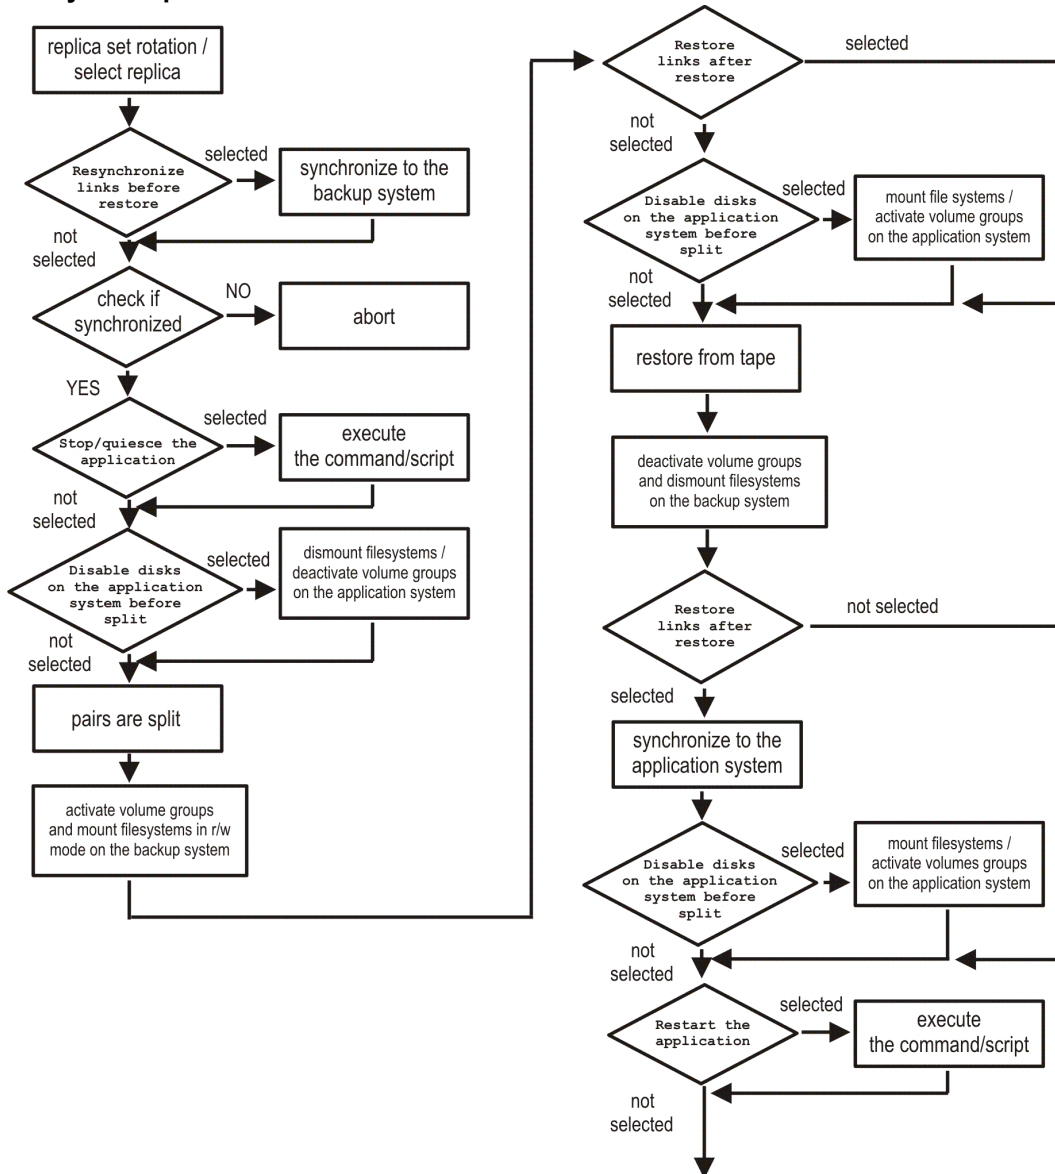 replica set rotation /
select replica
Resynchronize
links before
restore
selected
synchronize to the
backup system
not
selected
check if
synchronized
NO
abort
YES
Stop/quiesce the
application
selected
execute
the command/script
not
selected
Disable disks
on the application
system before
split
selected
dismount filesystems /
deactivate volume groups
on the application system
not
selected
pairs are split
activate volume groups
and mount filesystems in r/w
mode on the backup system
Restore
links after
restore
selected
not
selected
Disable disks
on the application
system before
split
selected
mount file systems /
activate volume groups
on the application system
not
selected
restore from tape
deactivate volume groups
and dismount filesystems
on the backup system
Restore
links after
restore
not selected
selected
synchronize to the
application system
Disable disks
on the application
system before
split
selected
mount filesystems /
activate volumes groups
on the application system
not
selected
Restart the
application
selected
execute
the command/script
not
selected